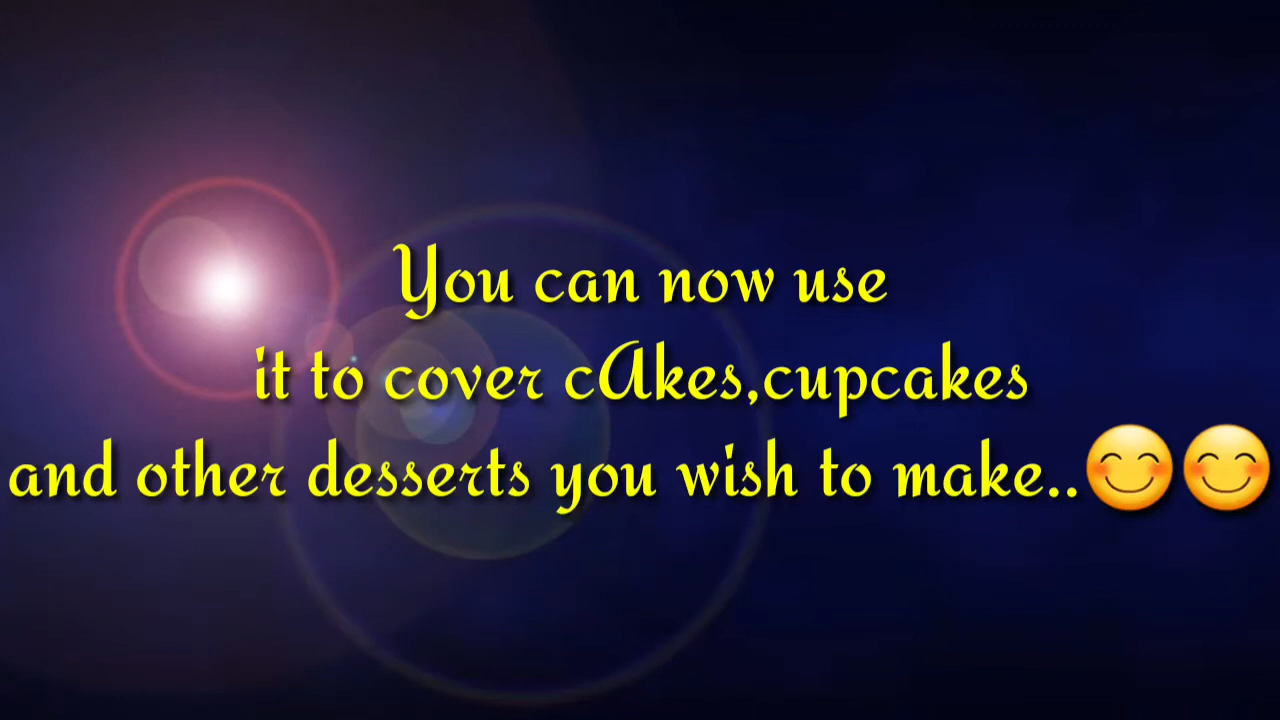 You can now use
it to cover cAkes,cupcakes
and other desserts you wish to make..😊😊